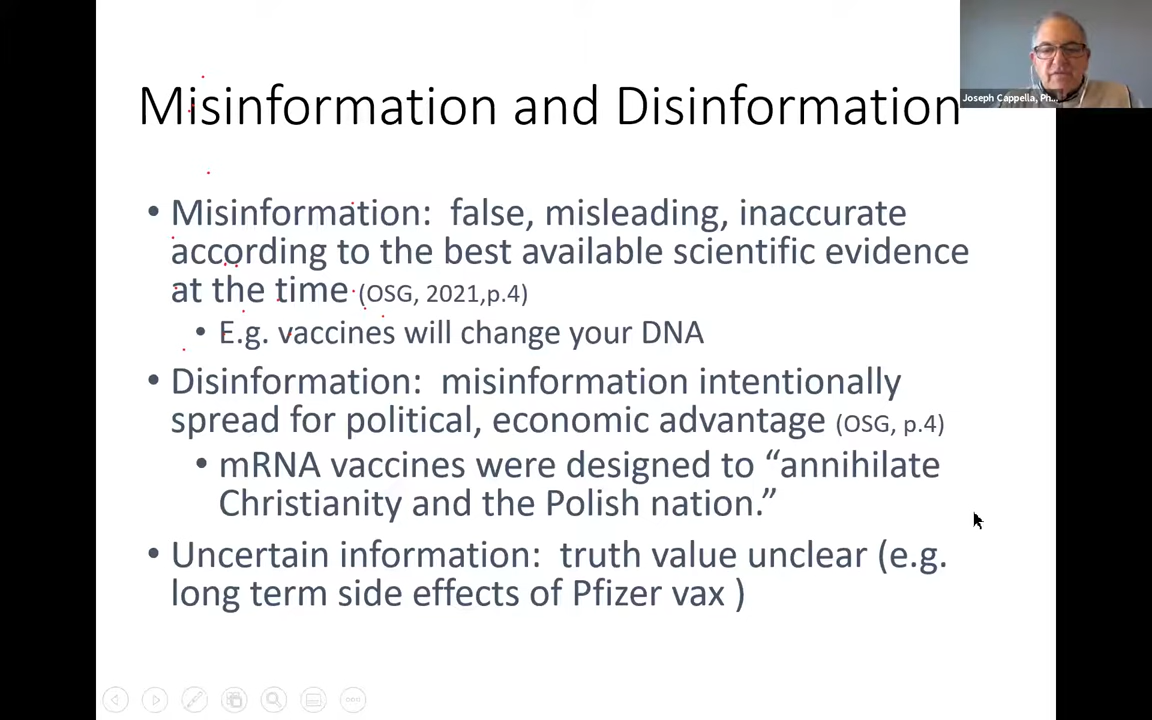 Misinformation and Disinformation
Joseph Cappella, Ph...
• Misinformation: false, misleading, inaccurate
according to the best available scientific evidence
at the time (OSG, 2021,p.4)
• E.g. vaccines will change your DNA
• Disinformation: misinformation intentionally
spread for political, economic advantage (OSG, p.4)
• mRNA vaccines were designed to “annihilate
Christianity and the Polish nation.”
• Uncertain information: truth value unclear (e.g.
long term side effects of Pfizer vax )